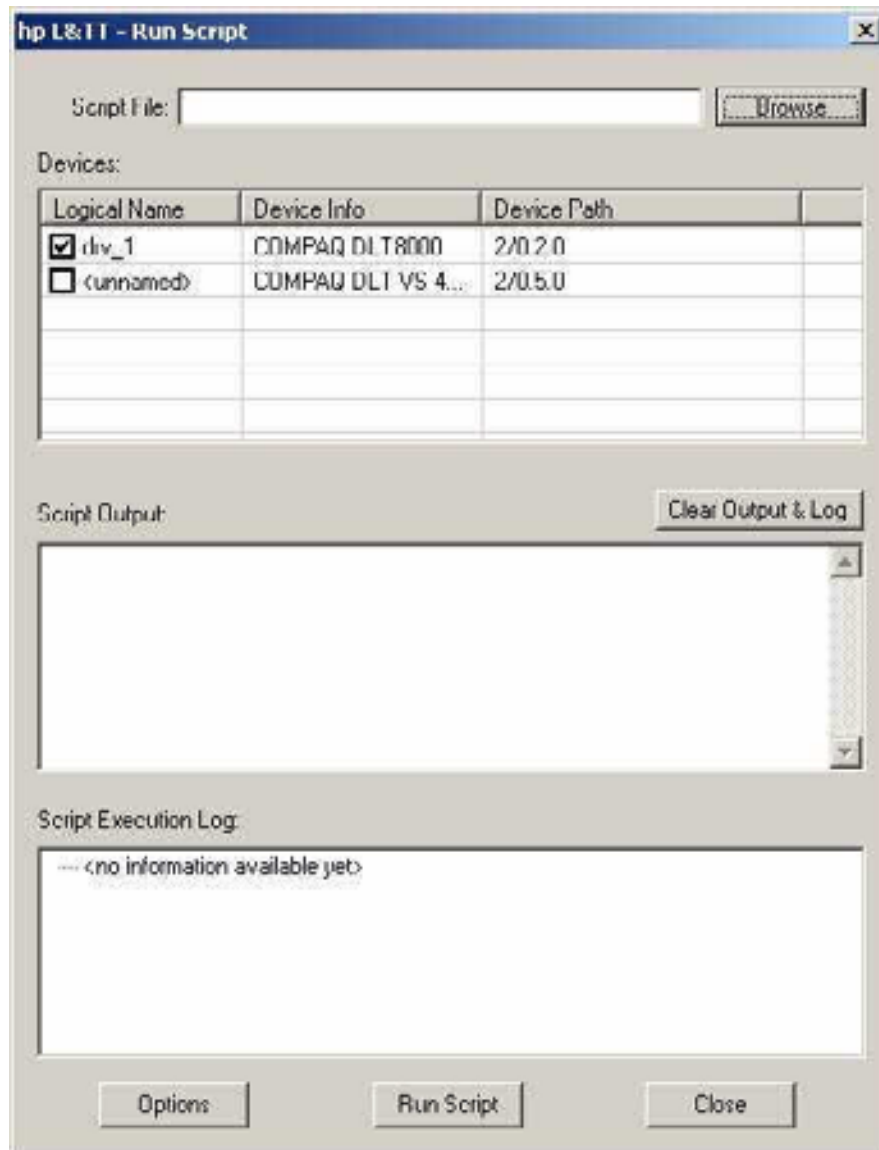 hp L&TT - Run Script
Script File: Browse
Devices:
Logical Name Device Info Device Path
drv_1 COMPAQ DLT8000 2/0.2.0
<unnamed> COMPAQ DLT VS 4... 2/0.5.0
Script Output: Clear Output & Log
Script Execution Log:
<no information available yet>
Options Run Script Close